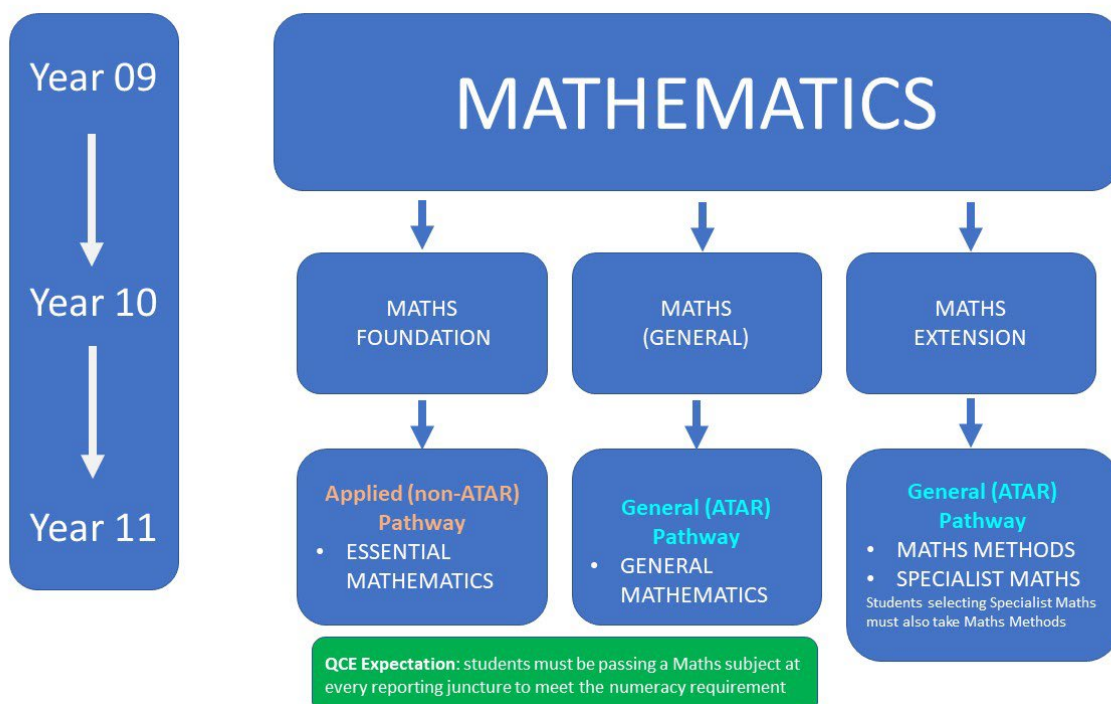 Year 09
Year 10
Year 11
MATHEMATICS
MATHS
FOUNDATION
MATHS
(GENERAL)
MATHS
EXTENSION
Applied (non-ATAR)
Pathway
• ESSENTIAL
MATHEMATICS
General (ATAR)
Pathway
• GENERAL
MATHEMATICS
General (ATAR)
Pathway
• MATHS METHODS
• SPECIALIST MATHS
Students selecting Specialist Maths
must also take Maths Methods
QCE Expectation: students must be passing a Maths subject at
every reporting juncture to meet the numeracy requirement